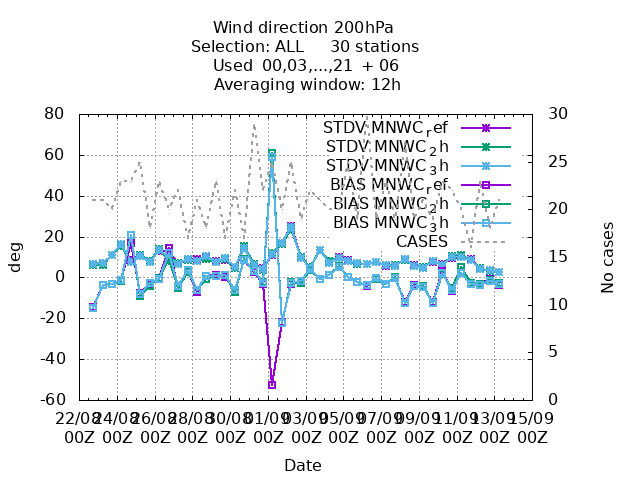 Wind direction 200hPa
Selection: ALL 30 stations
Used 00,03,...,21 + 06
Averaging window: 12h
80
60
40
20
0
-20
-40
-60
deg
30
25
20
15
10
5
0
No cases
STDV MNWC_ref
STDV MNWC_2h
STDV MNWC_3h
BIAS MNWC_ref
BIAS MNWC_2h
BIAS MNWC_3h
CASES
22/08 24/08 26/08 28/08 30/08 01/09 03/09 05/09 07/09 09/09 11/09 13/09 15/09
00Z 00Z 00Z 00Z 00Z 00Z 00Z 00Z 00Z 00Z 00Z 00Z 00Z
Date